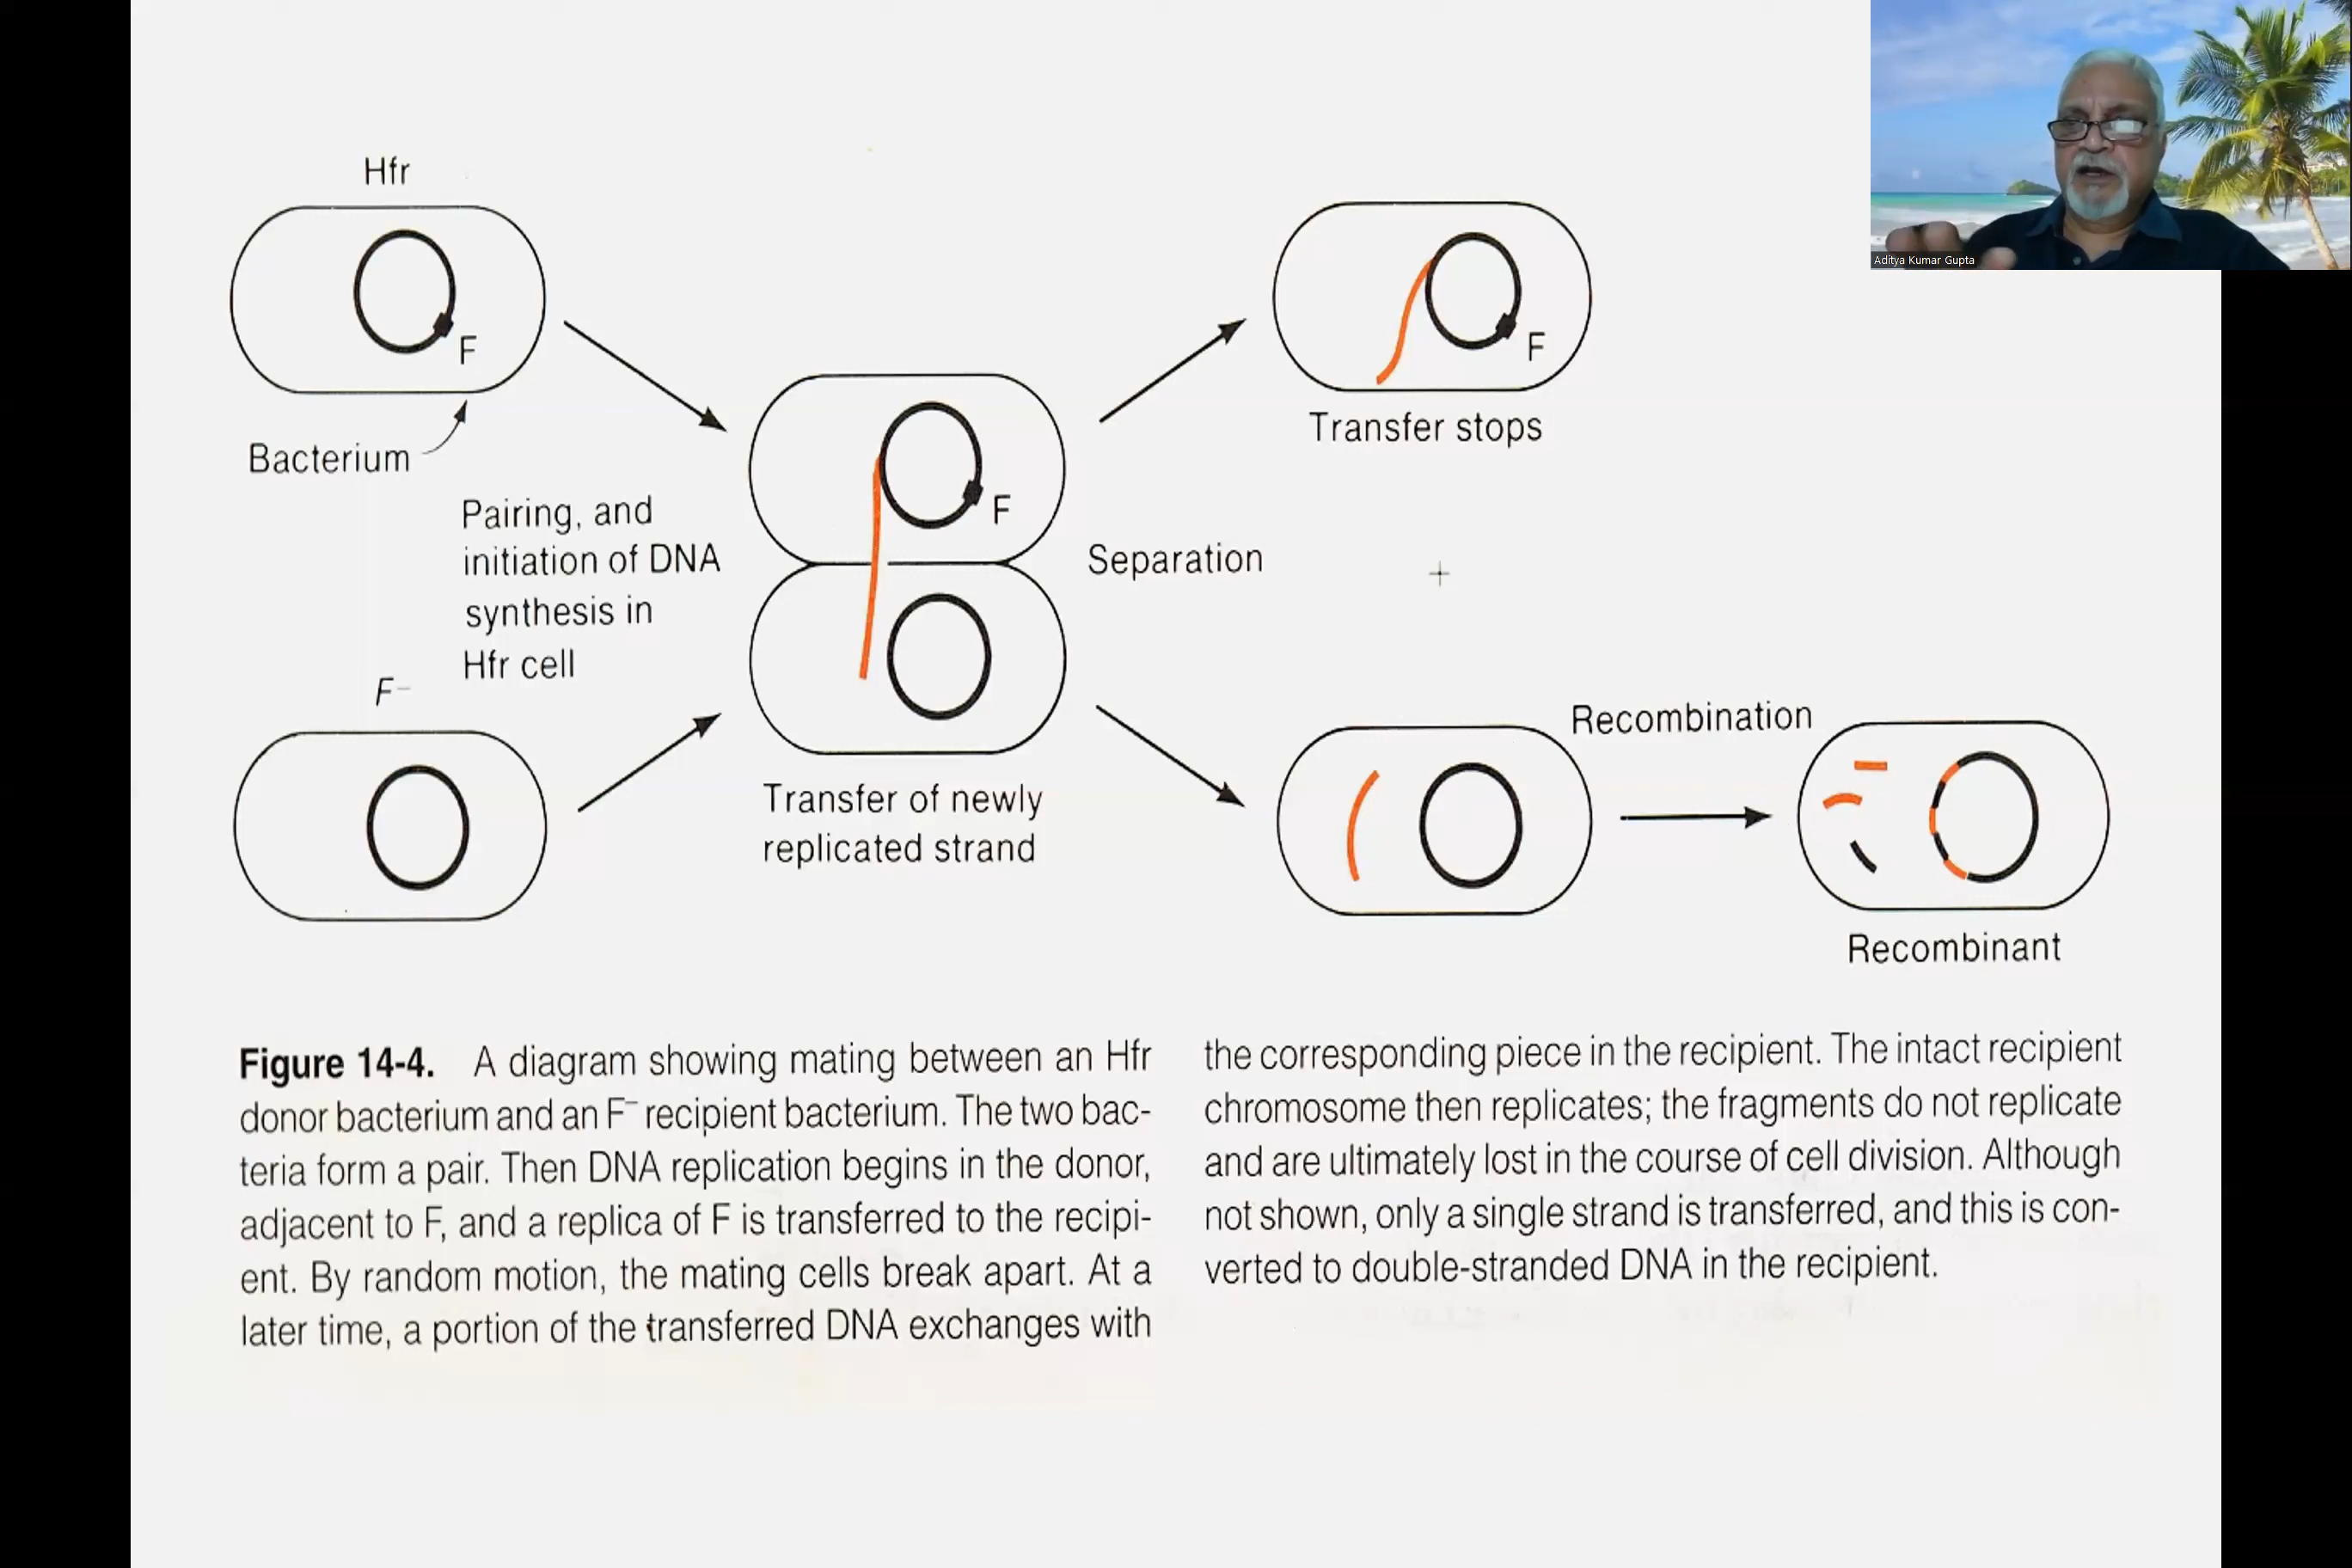 Aditya Kumar Gupta
Hfr
F
Bacterium
Pairing, and
initiation of DNA
synthesis in
Hfr cell
F⁻
F
Transfer of newly
replicated strand
Separation
F
Transfer stops
Recombination
Recombinant
Figure 14-4. A diagram showing mating between an Hfr
donor bacterium and an F⁻ recipient bacterium. The two bac-
teria form a pair. Then DNA replication begins in the donor,
adjacent to F, and a replica of F is transferred to the recipi-
ent. By random motion, the mating cells break apart. At a
later time, a portion of the transferred DNA exchanges with
the corresponding piece in the recipient. The intact recipient
chromosome then replicates; the fragments do not replicate
and are ultimately lost in the course of cell division. Although
not shown, only a single strand is transferred, and this is con-
verted to double-stranded DNA in the recipient.